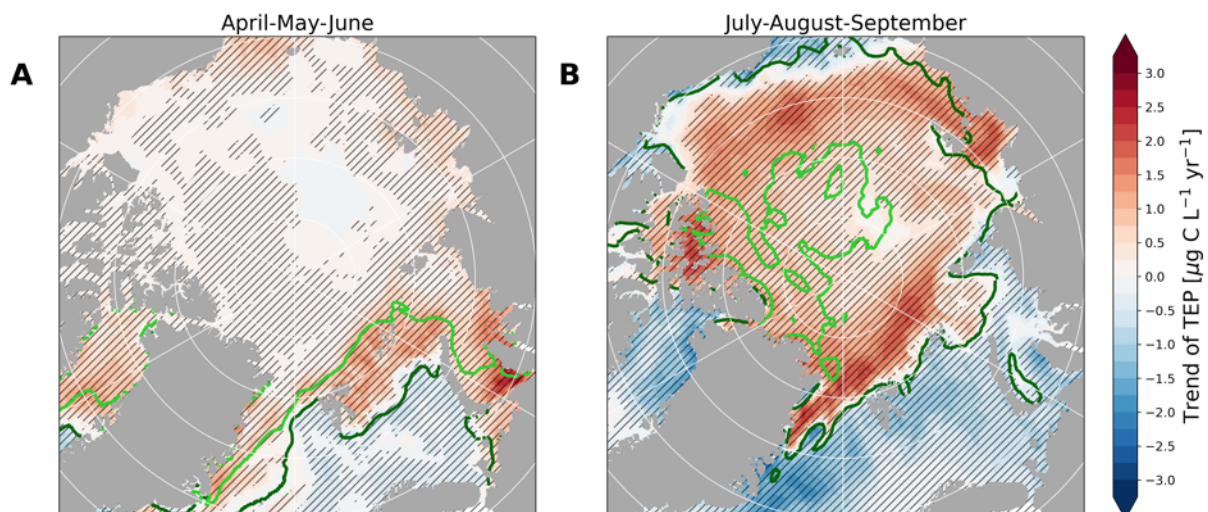 April-May-June
July-August-September
A
B
3.0
2.5
2.0
1.5
1.0
0.5
0.0
−0.5
−1.0
−1.5
−2.0
−2.5
−3.0
Trend of TEP [μg C L⁻¹ yr⁻¹]